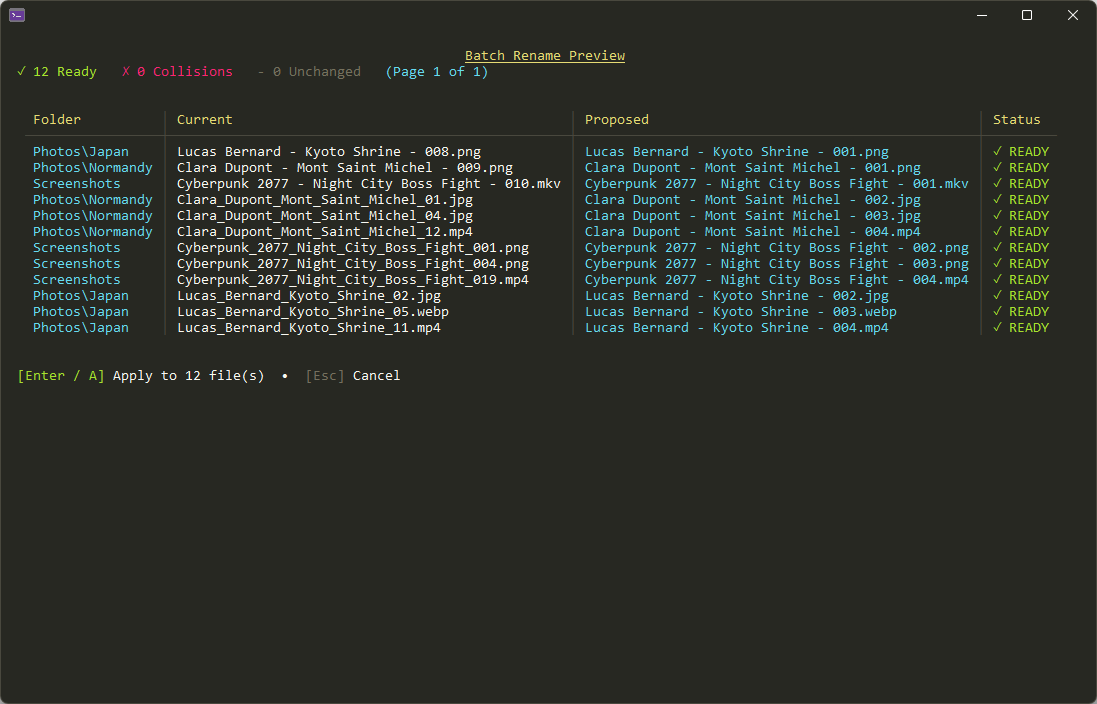 Batch Rename Preview
✓ 12 Ready   ✗ 0 Collisions   - 0 Unchanged   (Page 1 of 1)
Folder Current Proposed Status
Photos\Japan Lucas Bernard - Kyoto Shrine - 008.png Lucas Bernard - Kyoto Shrine - 001.png ✓ READY
Photos\Normandy Clara Dupont - Mont Saint Michel - 009.png Clara Dupont - Mont Saint Michel - 001.png ✓ READY
Screenshots Cyberpunk 2077 - Night City Boss Fight - 010.mkv Cyberpunk 2077 - Night City Boss Fight - 001.mkv ✓ READY
Photos\Normandy Clara_Dupont_Mont_Saint_Michel_01.jpg Clara Dupont - Mont Saint Michel - 002.jpg ✓ READY
Photos\Normandy Clara_Dupont_Mont_Saint_Michel_04.jpg Clara Dupont - Mont Saint Michel - 003.jpg ✓ READY
Photos\Normandy Clara_Dupont_Mont_Saint_Michel_12.mp4 Clara Dupont - Mont Saint Michel - 004.mp4 ✓ READY
Screenshots Cyberpunk_2077_Night_City_Boss_Fight_001.png Cyberpunk 2077 - Night City Boss Fight - 002.png ✓ READY
Screenshots Cyberpunk_2077_Night_City_Boss_Fight_004.png Cyberpunk 2077 - Night City Boss Fight - 003.png ✓ READY
Screenshots Cyberpunk_2077_Night_City_Boss_Fight_019.mp4 Cyberpunk 2077 - Night City Boss Fight - 004.mp4 ✓ READY
Photos\Japan Lucas_Bernard_Kyoto_Shrine_02.jpg Lucas Bernard - Kyoto Shrine - 002.jpg ✓ READY
Photos\Japan Lucas_Bernard_Kyoto_Shrine_05.webp Lucas Bernard - Kyoto Shrine - 003.webp ✓ READY
Photos\Japan Lucas_Bernard_Kyoto_Shrine_11.mp4 Lucas Bernard - Kyoto Shrine - 004.mp4 ✓ READY
[Enter / A] Apply to 12 file(s) • [Esc] Cancel